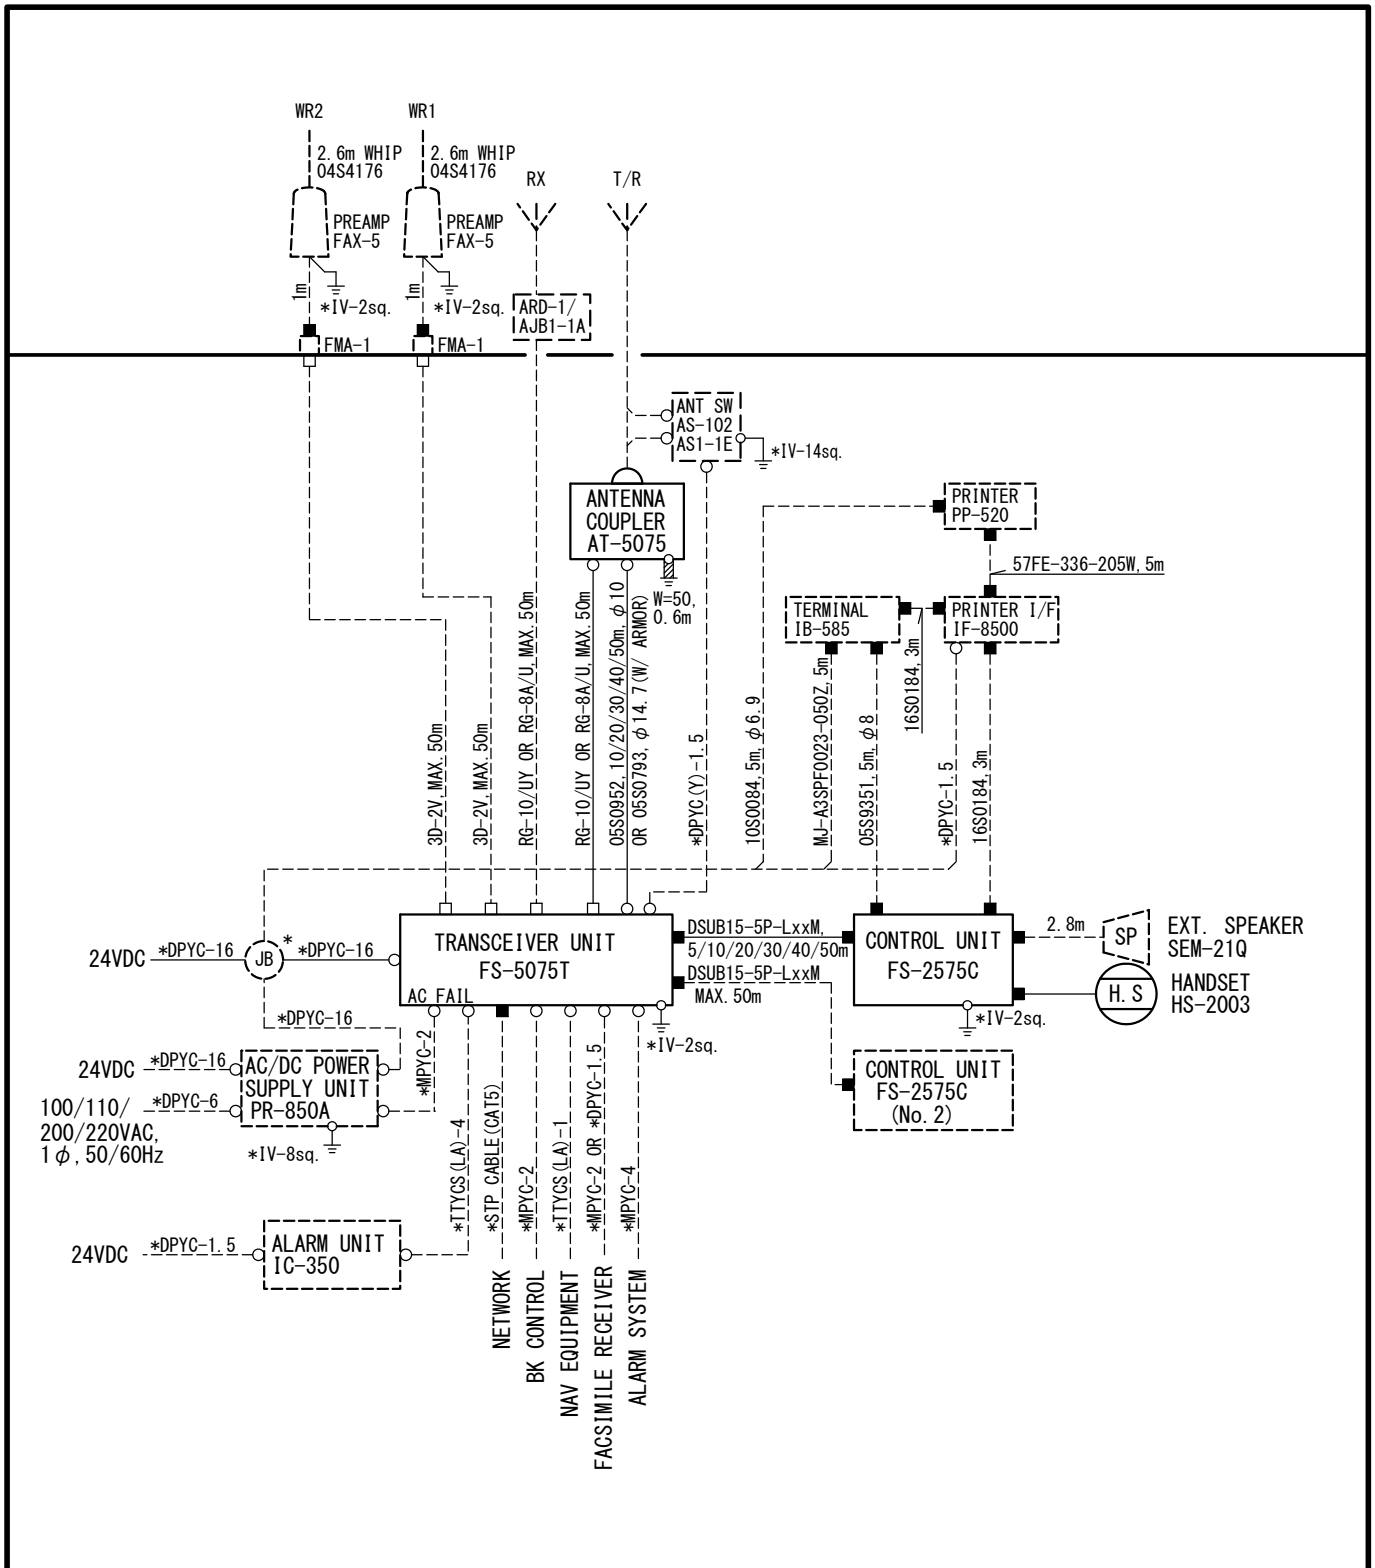 WR2
WR1
2.6m WHIP
04S4176
2.6m WHIP
04S4176
RX
T/R
PREAMP
FAX-5
PREAMP
FAX-5
1m
*IV-2sq.
1m
*IV-2sq.
ARD-1/
AJB1-1A
FMA-1
FMA-1
ANT SW
AS-102
AS1-1E
*IV-14sq.
ANTENNA
COUPLER
AT-5075
PRINTER
PP-520
57FE-336-205W, 5m
W=50,
0.6m
TERMINAL
IB-585
PRINTER I/F
IF-8500
3D-2V, MAX. 50m
3D-2V, MAX. 50m
RG-10/UY OR RG-8A/U, MAX. 50m
RG-10/UY OR RG-8A/U, MAX. 50m
05S0952, 10/20/30/40/50m, φ10
OR 05S0793, φ14.7(W/ ARMOR)
*DPYC(Y)-1.5
10S0084, 5m, φ6.9
MJ-A3SPF0023-050Z, 5m
05S9351, 5m, φ8
16S0184, 3m
*DPYC-1.5
16S0184, 3m
24VDC
*DPYC-16
JB
*
*DPYC-16
TRANSCEIVER UNIT
FS-5075T
AC FAIL
DSUB15-5P-LxxM,
5/10/20/30/40/50m
DSUB15-5P-LxxM
MAX. 50m
CONTROL UNIT
FS-2575C
2.8m
SP
EXT. SPEAKER
SEM-21Q
H.S
HANDSET
HS-2003
*DPYC-16
*IV-2sq.
*IV-2sq.
24VDC
*DPYC-16
AC/DC POWER
SUPPLY UNIT
PR-850A
100/110/
200/220VAC,
1φ, 50/60Hz
*DPYC-6
*IV-8sq.
CONTROL UNIT
FS-2575C
(No. 2)
*MPYC-2
*TTYCS(LA)-4
*STP CABLE(CAT5)
*MPYC-2
*TTYCS(LA)-1
*MPYC-2 OR *DPYC-1.5
*MPYC-4
24VDC
*DPYC-1.5
ALARM UNIT
IC-350
NETWORK
BK CONTROL
NAV EQUIPMENT
FACSIMILE RECEIVER
ALARM SYSTEM